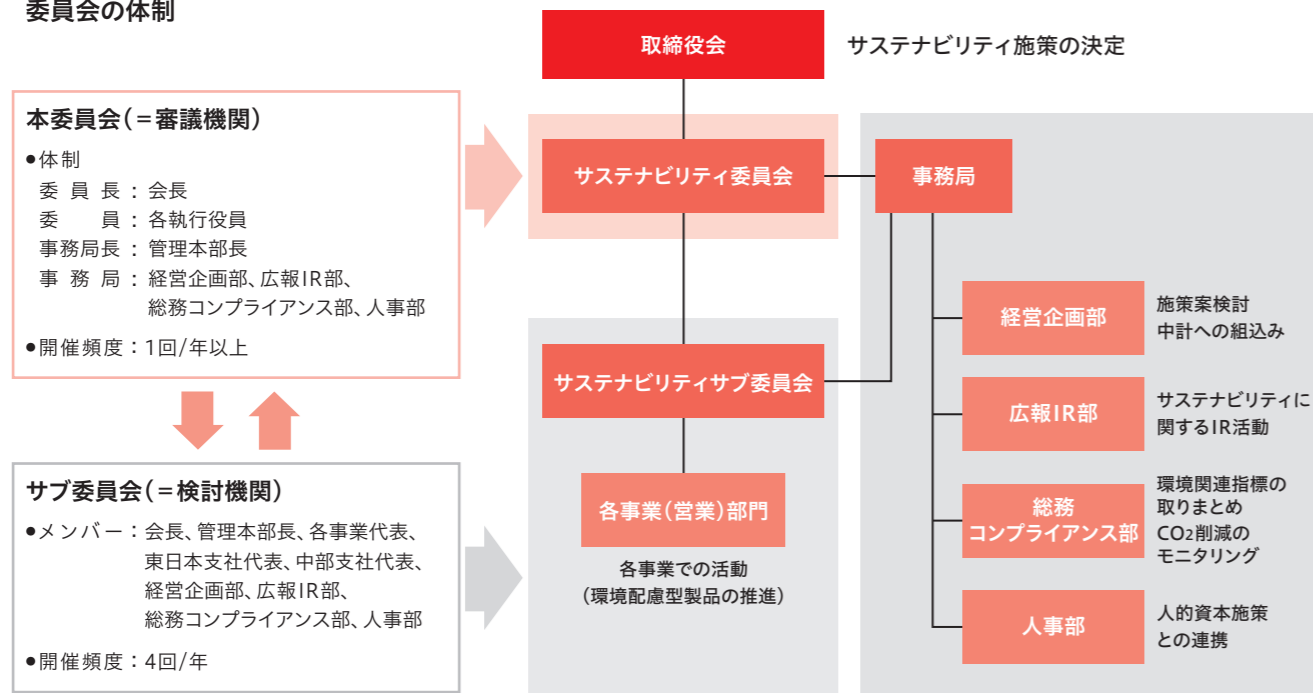 委員会の体制
取締役会
サステナビリティ施策の決定
本委員会(=審議機関)
●体制
委員長：会長
委員：各執行役員
事務局長：管理本部長
事務局：経営企画部、広報IR部、
総務コンプライアンス部、人事部
●開催頻度：1回/年以上
サブ委員会(=検討機関)
●メンバー：会長、管理本部長、各事業代表、
東日本支社代表、中部支社代表、
経営企画部、広報IR部、
総務コンプライアンス部、人事部
●開催頻度：4回/年
サステナビリティ委員会
サステナビリティサブ委員会
各事業(営業)部門
各事業での活動
(環境配慮型製品の推進)
事務局
経営企画部
施策案検討
中計への組込み
広報IR部
サステナビリティに
関するIR活動
総務
コンプライアンス部
環境関連指標の
取りまとめ
CO2削減の
モニタリング
人事部
人的資本施策
との連携